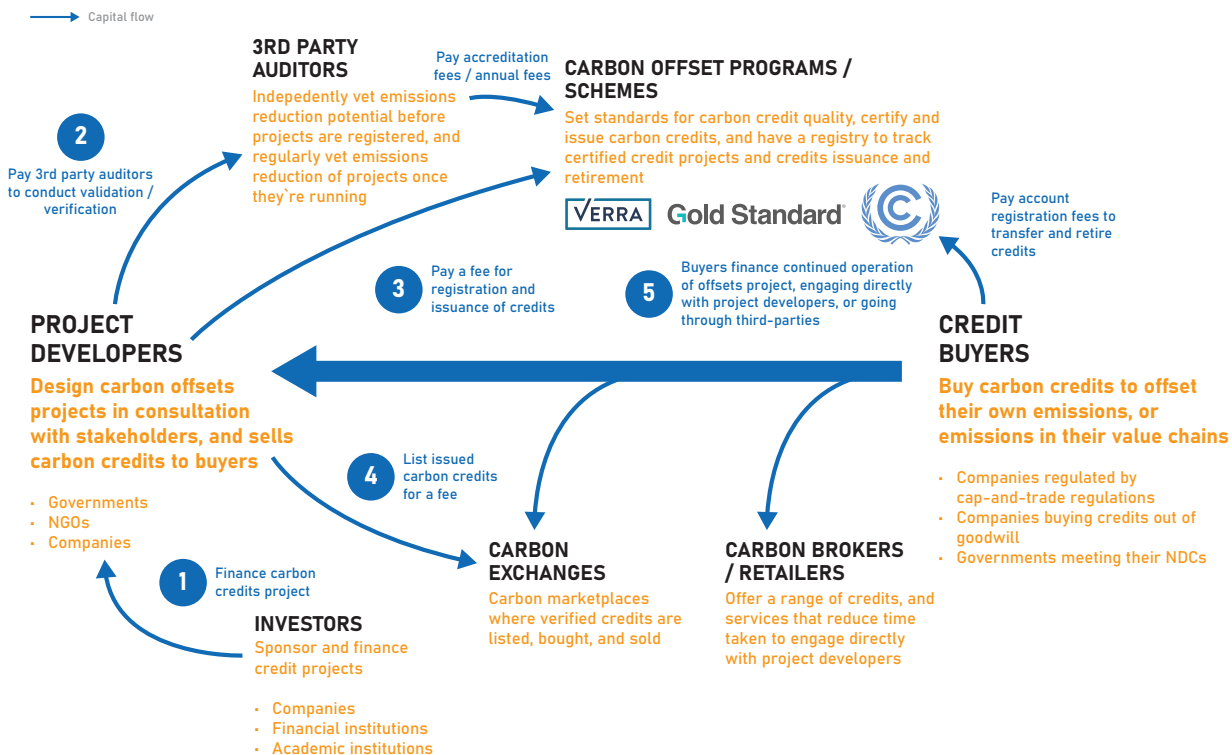 Capital flow
3RD PARTY
AUDITORS
Indepedently vet emissions
reduction potential before
projects are registered, and
regularly vet emissions
reduction of projects once
they`re running
Pay accreditation
fees / annual fees
CARBON OFFSET PROGRAMS /
SCHEMES
Set standards for carbon credit quality, certify and
issue carbon credits, and have a registry to track
certified credit projects and credits issuance and
retirement
VERRA
Gold Standard
2
Pay 3rd party auditors
to conduct validation /
verification
Pay account
registration fees to
transfer and retire
credits
3
Pay a fee for
registration and
issuance of credits
5
Buyers finance continued operation
of offsets project, engaging directly
with project developers, or going
through third-parties
PROJECT
DEVELOPERS
Design carbon offsets
projects in consultation
with stakeholders, and sells
carbon credits to buyers
• Governments
• NGOs
• Companies
CREDIT
BUYERS
Buy carbon credits to offset
their own emissions, or
emissions in their value chains
• Companies regulated by
cap-and-trade regulations
• Companies buying credits out of
goodwill
• Governments meeting their NDCs
4
List issued
carbon credits
for a fee
1
Finance carbon
credits project
INVESTORS
Sponsor and finance
credit projects
• Companies
• Financial institutions
• Academic institutions
CARBON
EXCHANGES
Carbon marketplaces
where verified credits are
listed, bought, and sold
CARBON BROKERS
/ RETAILERS
Offer a range of credits, and
services that reduce time
taken to engage directly
with project developers